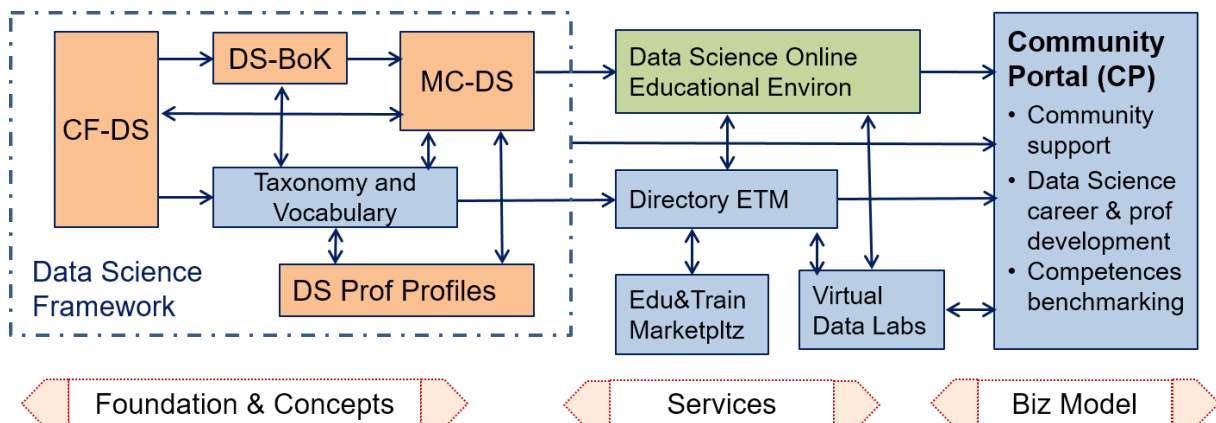 CF-DS
DS-BoK
MC-DS
Taxonomy and
Vocabulary
DS Prof Profiles
Data Science
Framework
Data Science Online
Educational Environ
Directory ETM
Edu&Train
Marketpltz
Virtual
Data Labs
Community
Portal (CP)
• Community
support
• Data Science
career & prof
development
• Competences
benchmarking
Foundation & Concepts
Services
Biz Model